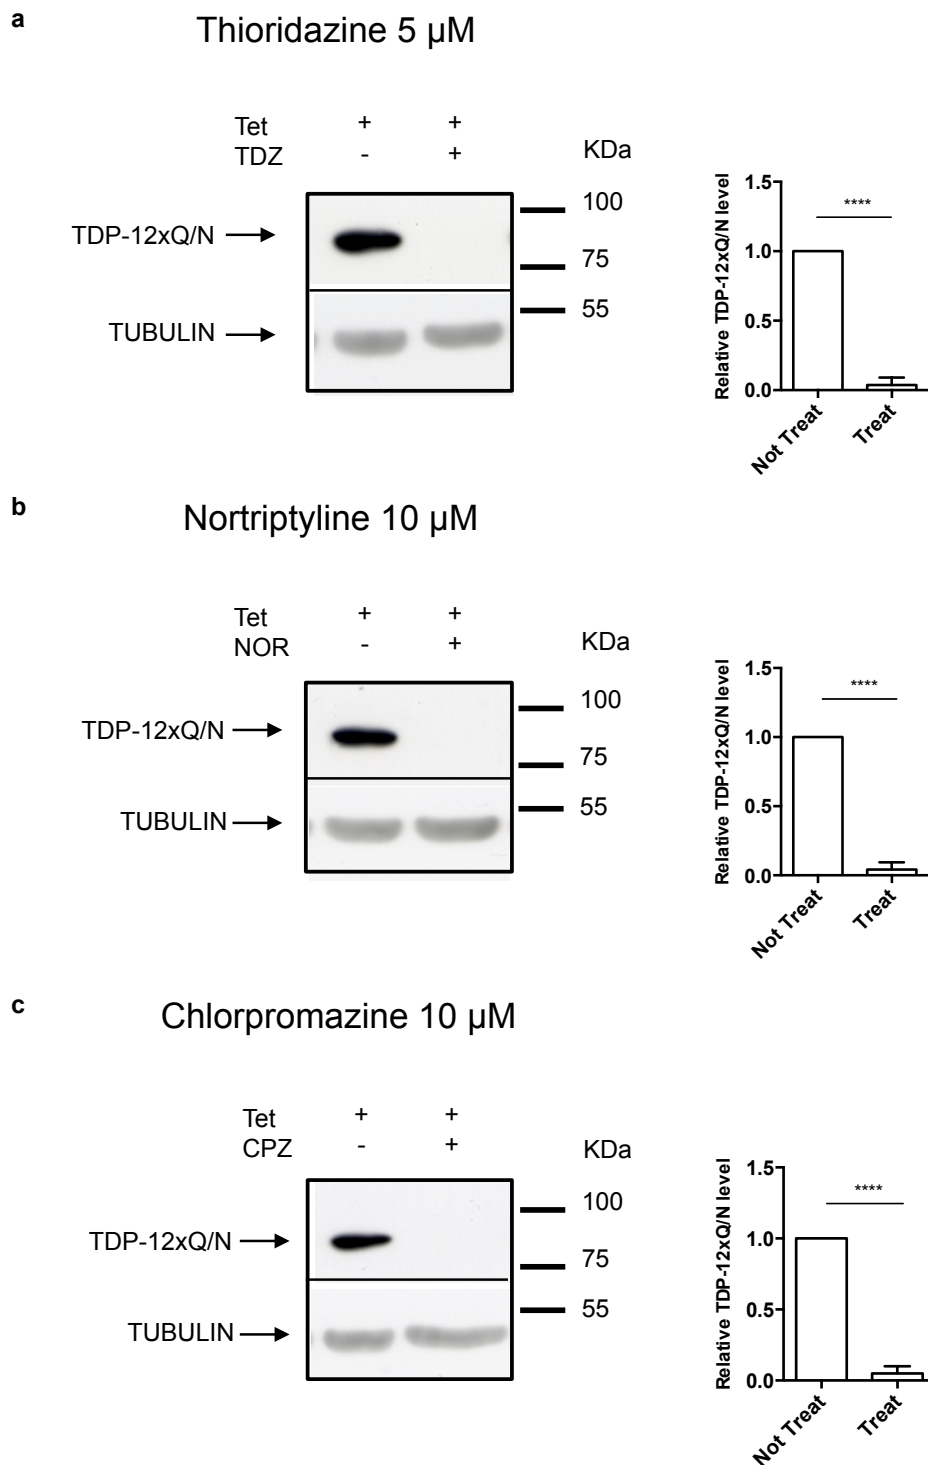 a
Thioridazine 5 µM
Tet + +
TDZ - +
KDa
TDP-12xQ/N
TUBULIN
100
75
55
Relative TDP-12xQ/N level
1.5
1.0
0.5
0.0
****
Not Treat
Treat
b
Nortriptyline 10 µM
Tet + +
NOR - +
KDa
TDP-12xQ/N
TUBULIN
100
75
55
Relative TDP-12xQ/N level
1.5
1.0
0.5
0.0
****
Not Treat
Treat
c
Chlorpromazine 10 µM
Tet + +
CPZ - +
KDa
TDP-12xQ/N
TUBULIN
100
75
55
Relative TDP-12xQ/N level
1.5
1.0
0.5
0.0
****
Not Treat
Treat